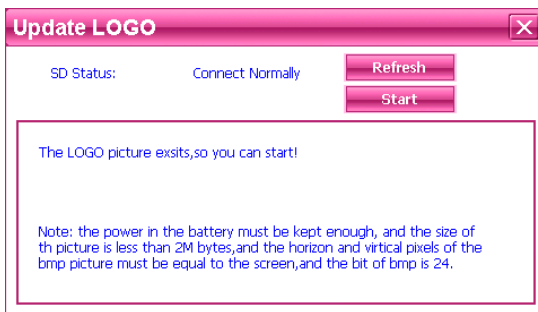 Update LOGO
SD Status: Connect Normally Refresh
Start
The LOGO picture exsits,so you can start!
Note: the power in the battery must be kept enough, and the size of
th picture is less than 2M bytes,and the horizon and virtical pixels of the
bmp picture must be equal to the screen,and the bit of bmp is 24.